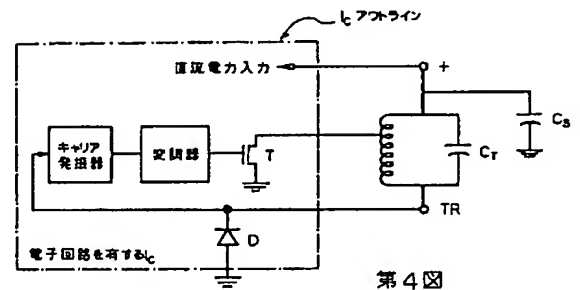 Ic アウトライン
直流電力入力
+
Cs
キャリア
発振器
変調器
T
CT
TR
D
電子回路を有するIc
第4図